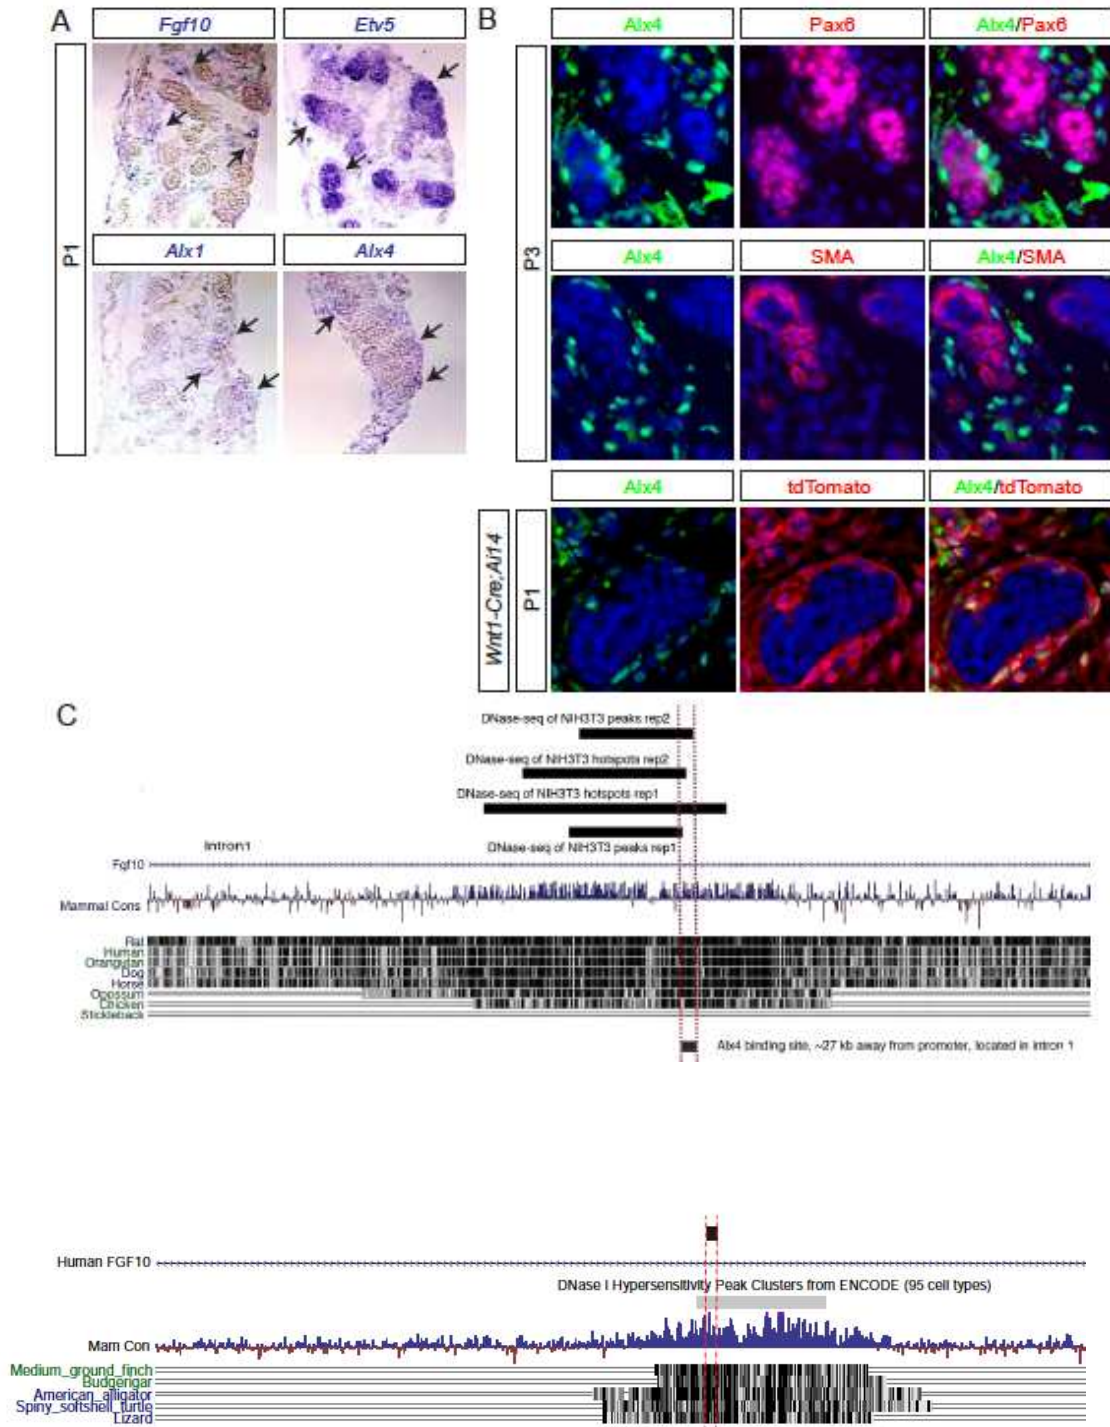 A
Fgf10 Etv5
P1
Alx1 Alx4
B
Alx4 Pax6 Alx4/Pax6
P3
Alx4 SMA Alx4/SMA
Alx4 tdTomato Alx4/tdTomato
Wnt1-Cre;Ai14
P1
C
DNase-seq of NIH3T3 peaks rep2
DNase-seq of NIH3T3 hotspots rep2
DNase-seq of NIH3T3 hotspots rep1
Intron1
DNase-seq of NIH3T3 peaks rep1
Fgf10
Mammal Cons
Rat
Human
Orangutan
Dog
Horse
Opossum
Chicken
Stickleback
Alx4 binding site, ~27 kb away from promoter, located in intron 1
Human FGF10
DNase I Hypersensitivity Peak Clusters from ENCODE (95 cell types)
Mam Con
Medium_ground_finch
Budgerigar
American_alligator
Spiny_softshell_turtle
Lizard